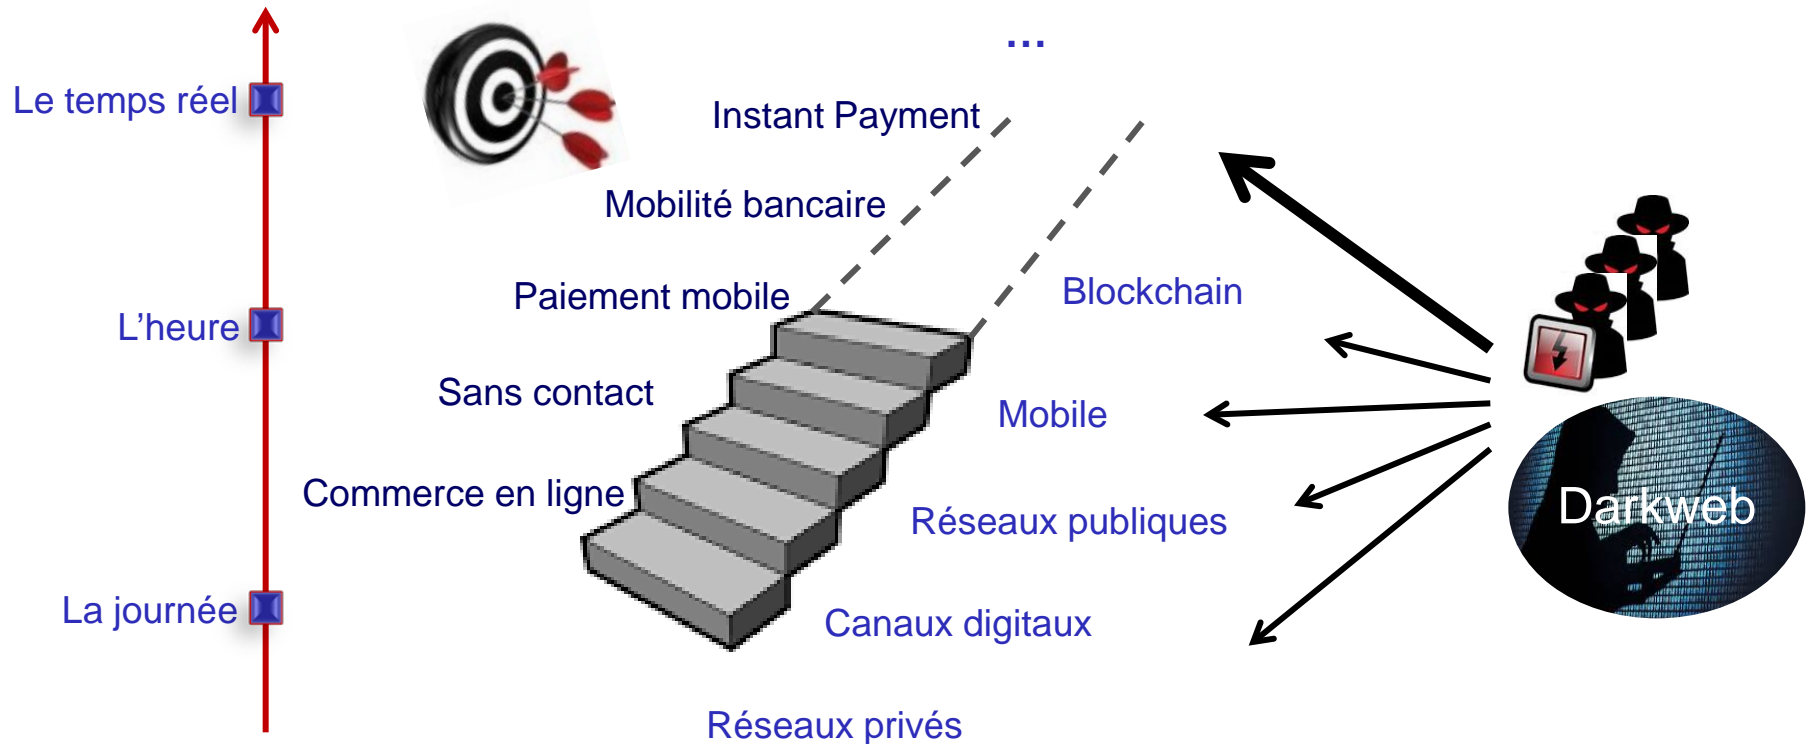 …
Le temps réel
Instant Payment
Mobilité bancaire
Paiement mobile
Blockchain
L’heure
Sans contact
Mobile
Commerce en ligne
Réseaux publiques
Darkweb
La journée
Canaux digitaux
Réseaux privés